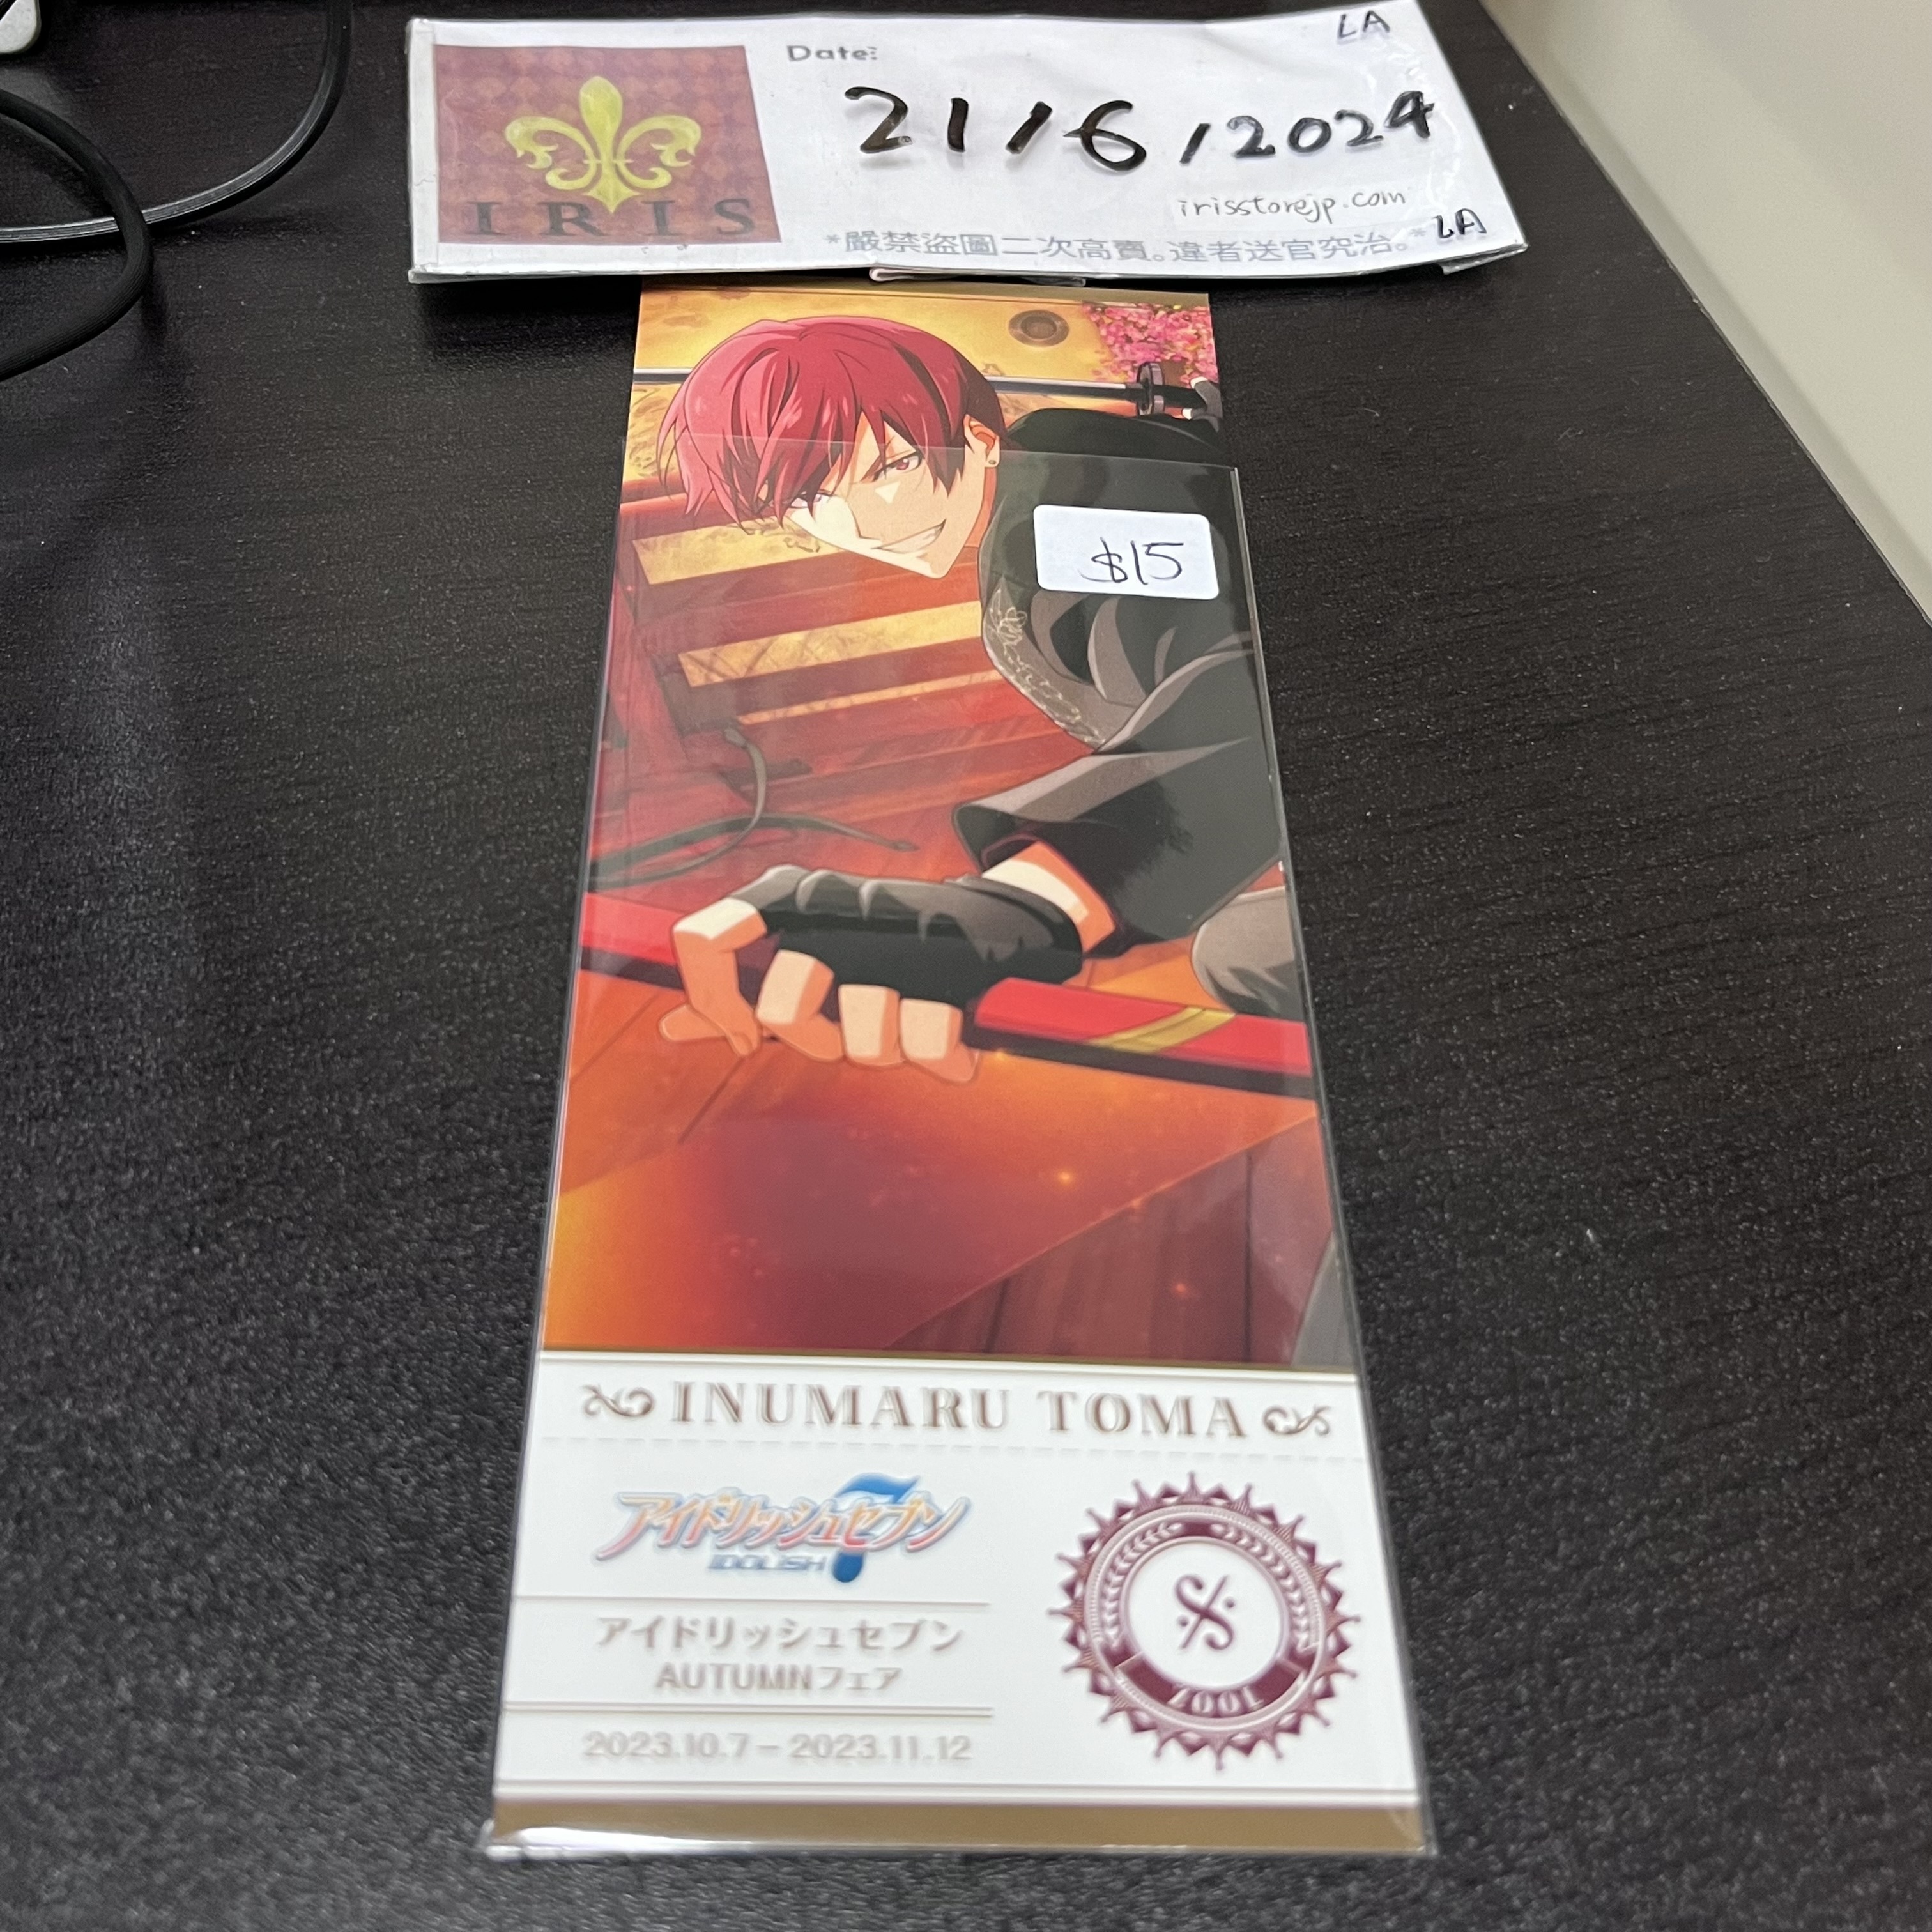 LA
Date:
21/6/2024
IRIS
irisstorejp.com
LA
*嚴禁盜圖二次高賣。違者送官究治。*
$15
INUMARU TOMA
アイドリッシュセブン
IDOLISH7
アイドリッシュセブン
AUTUMNフェア
2023.10.7 – 2023.11.12
ŹOOĻ